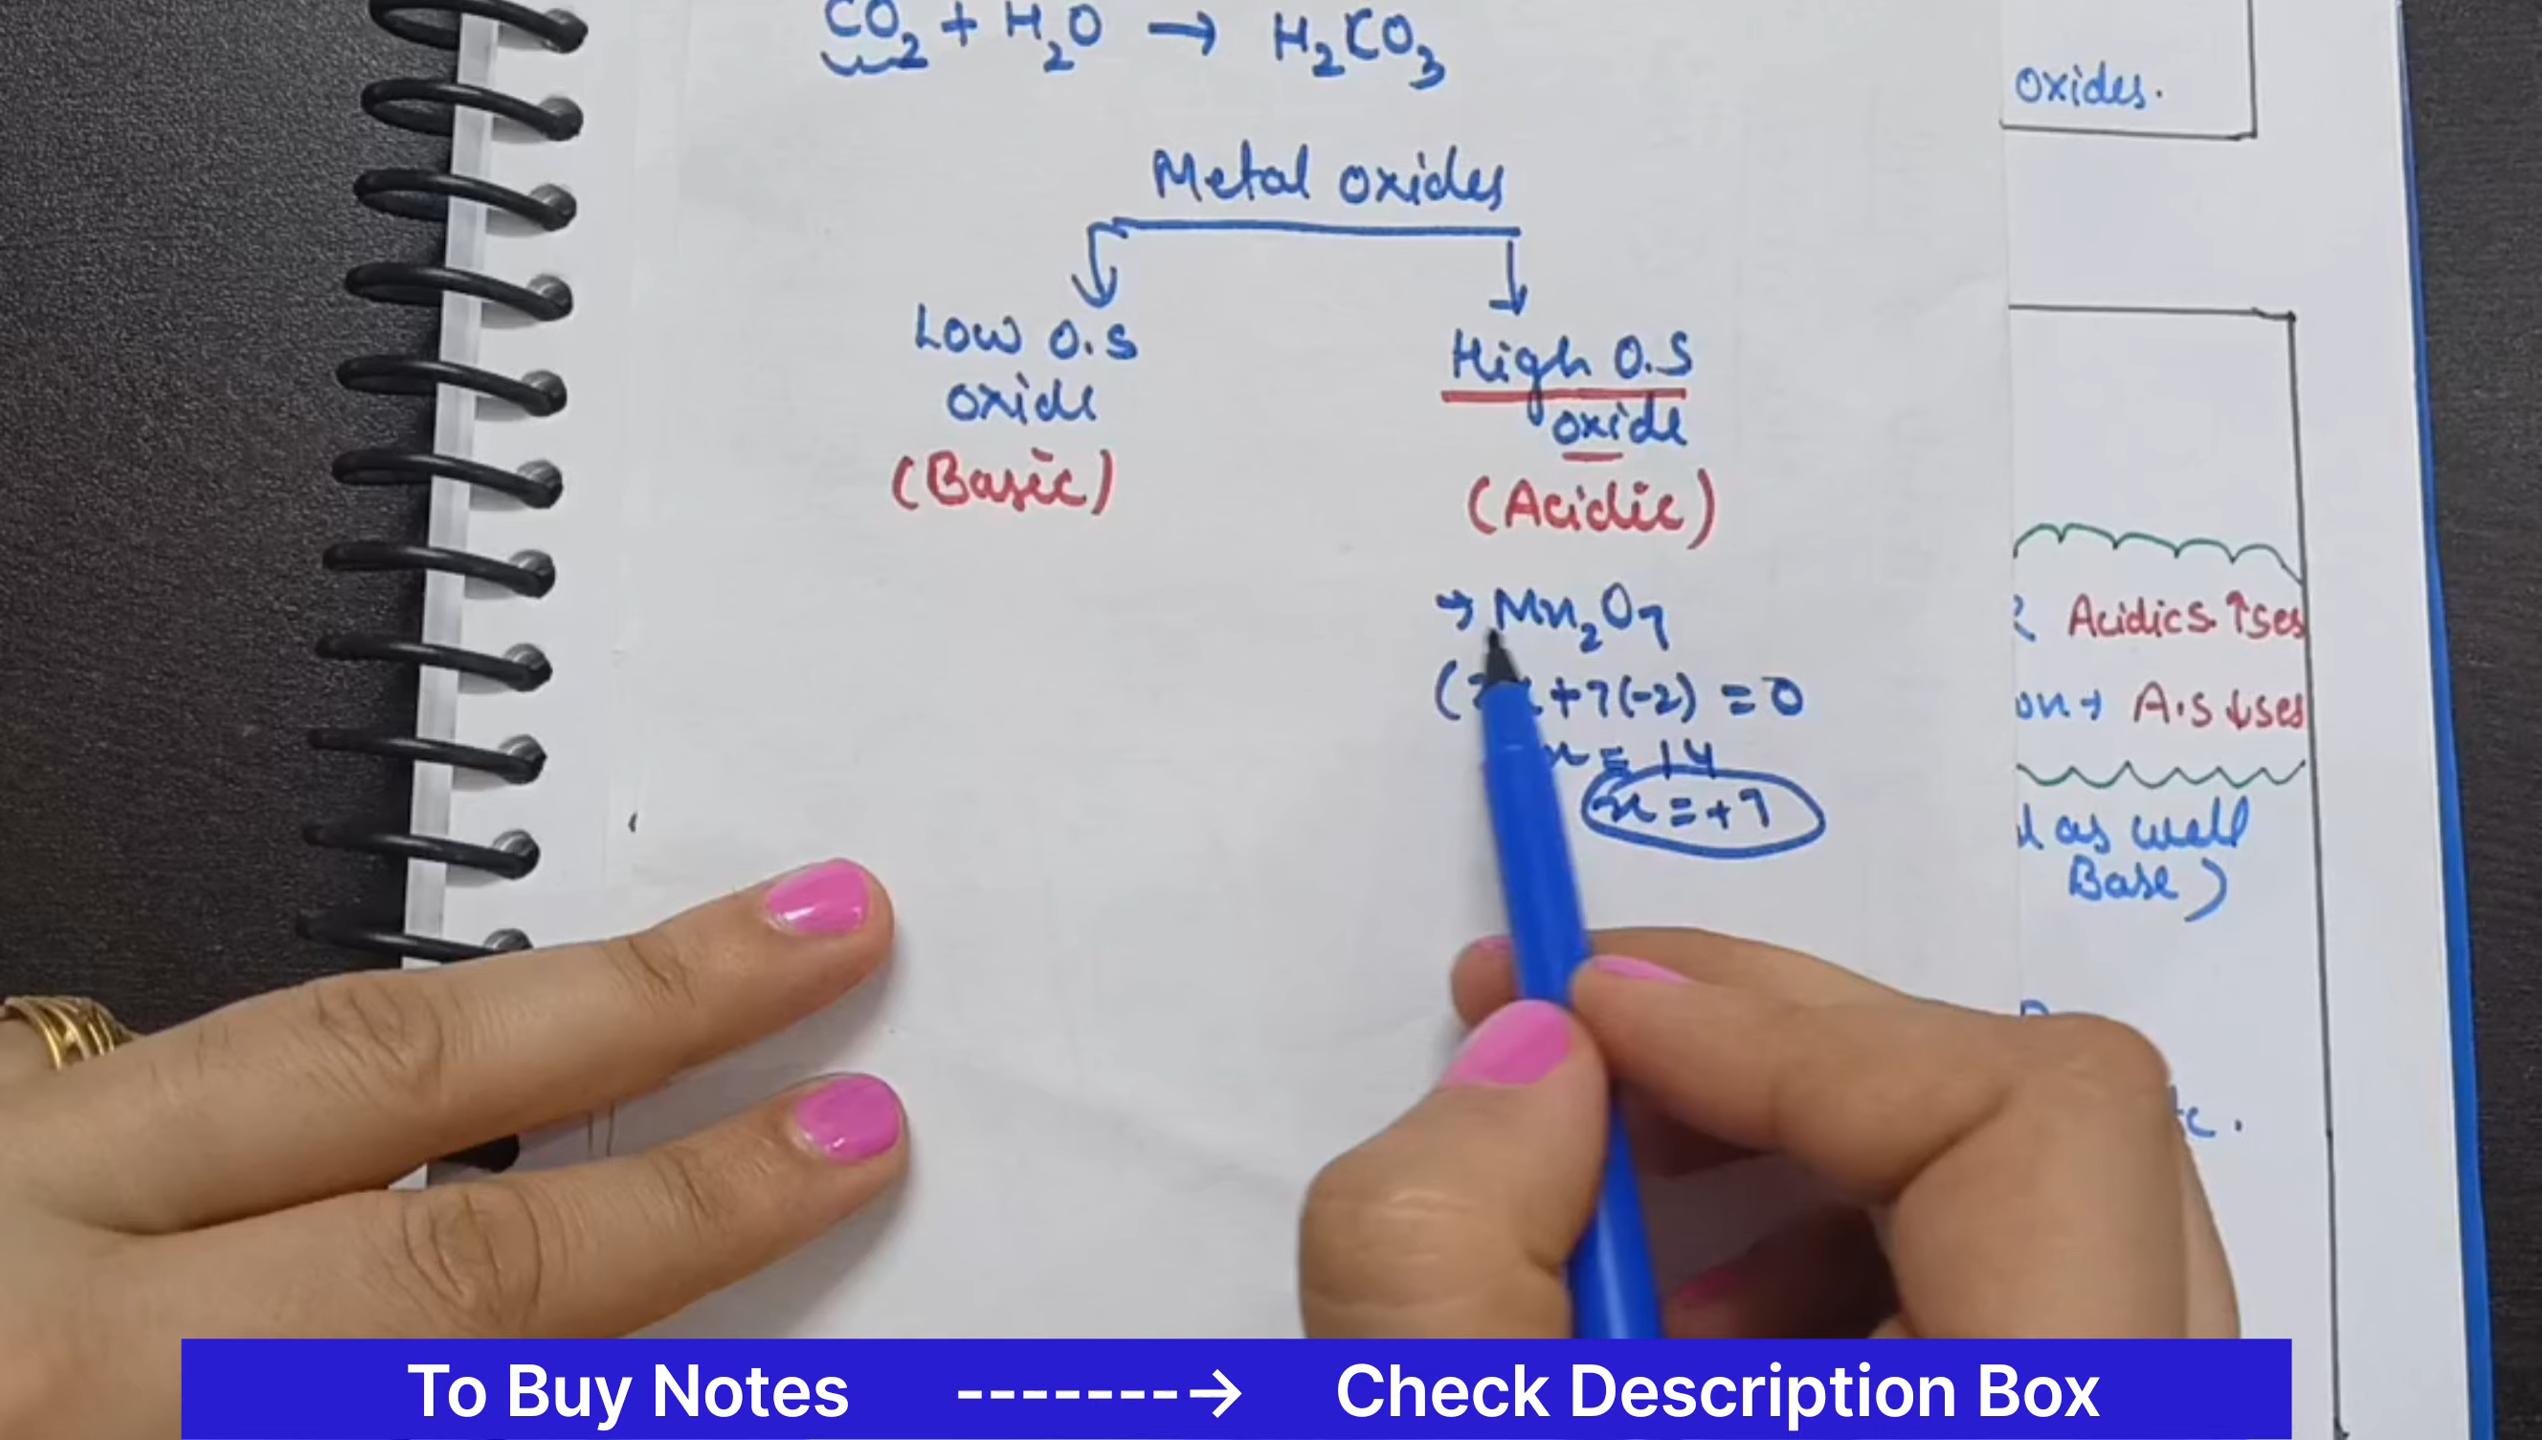 CO2 + H2O → H2CO3
oxides.
Metal oxides
Low O.S
oxide
(Basic)
High O.S
oxide
(Acidic)
→ Mn2O7
+7(-2) = 0
x = 14
x = +7
Acidics ↑ses
A.s ↓ses
as well
Base)
To Buy Notes -------→ Check Description Box